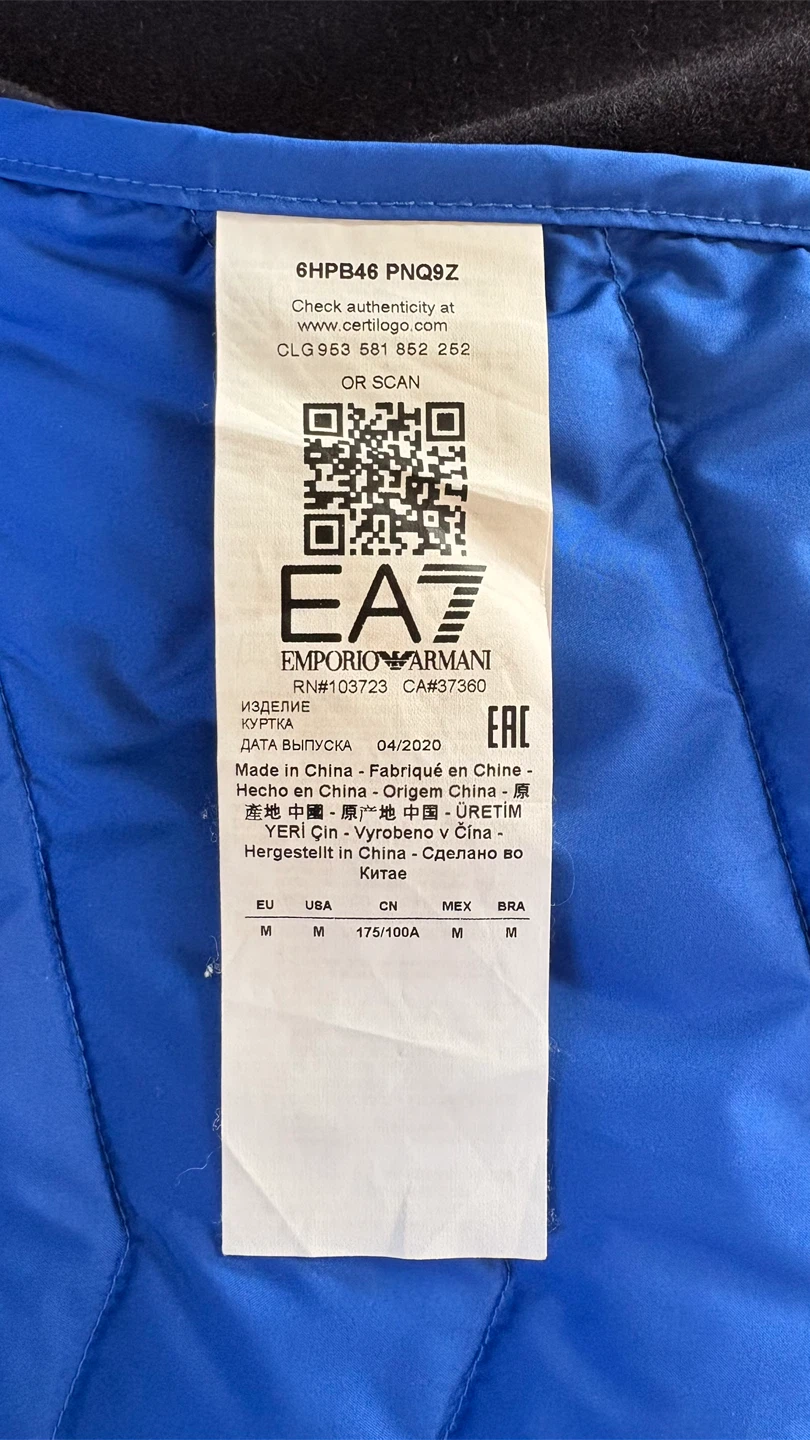 6HPB46 PNQ9Z
Check authenticity at
www.certilogo.com
CLG 953 581 852 252
OR SCAN
EA7
EMPORIO ARMANI
RN#103723 CA#37360
ИЗДЕЛИЕ
КУРТКА
ДАТА ВЫПУСКА 04/2020
EAC
Made in China - Fabriqué en Chine -
Hecho en China - Origem China - 原
產地 中國 - 原产地 中国 - ÜRETİM
YERİ Çin - Vyrobeno v Čína -
Hergestellt in China - Сделано во
Китае
EU USA CN MEX BRA
M M 175/100A M M